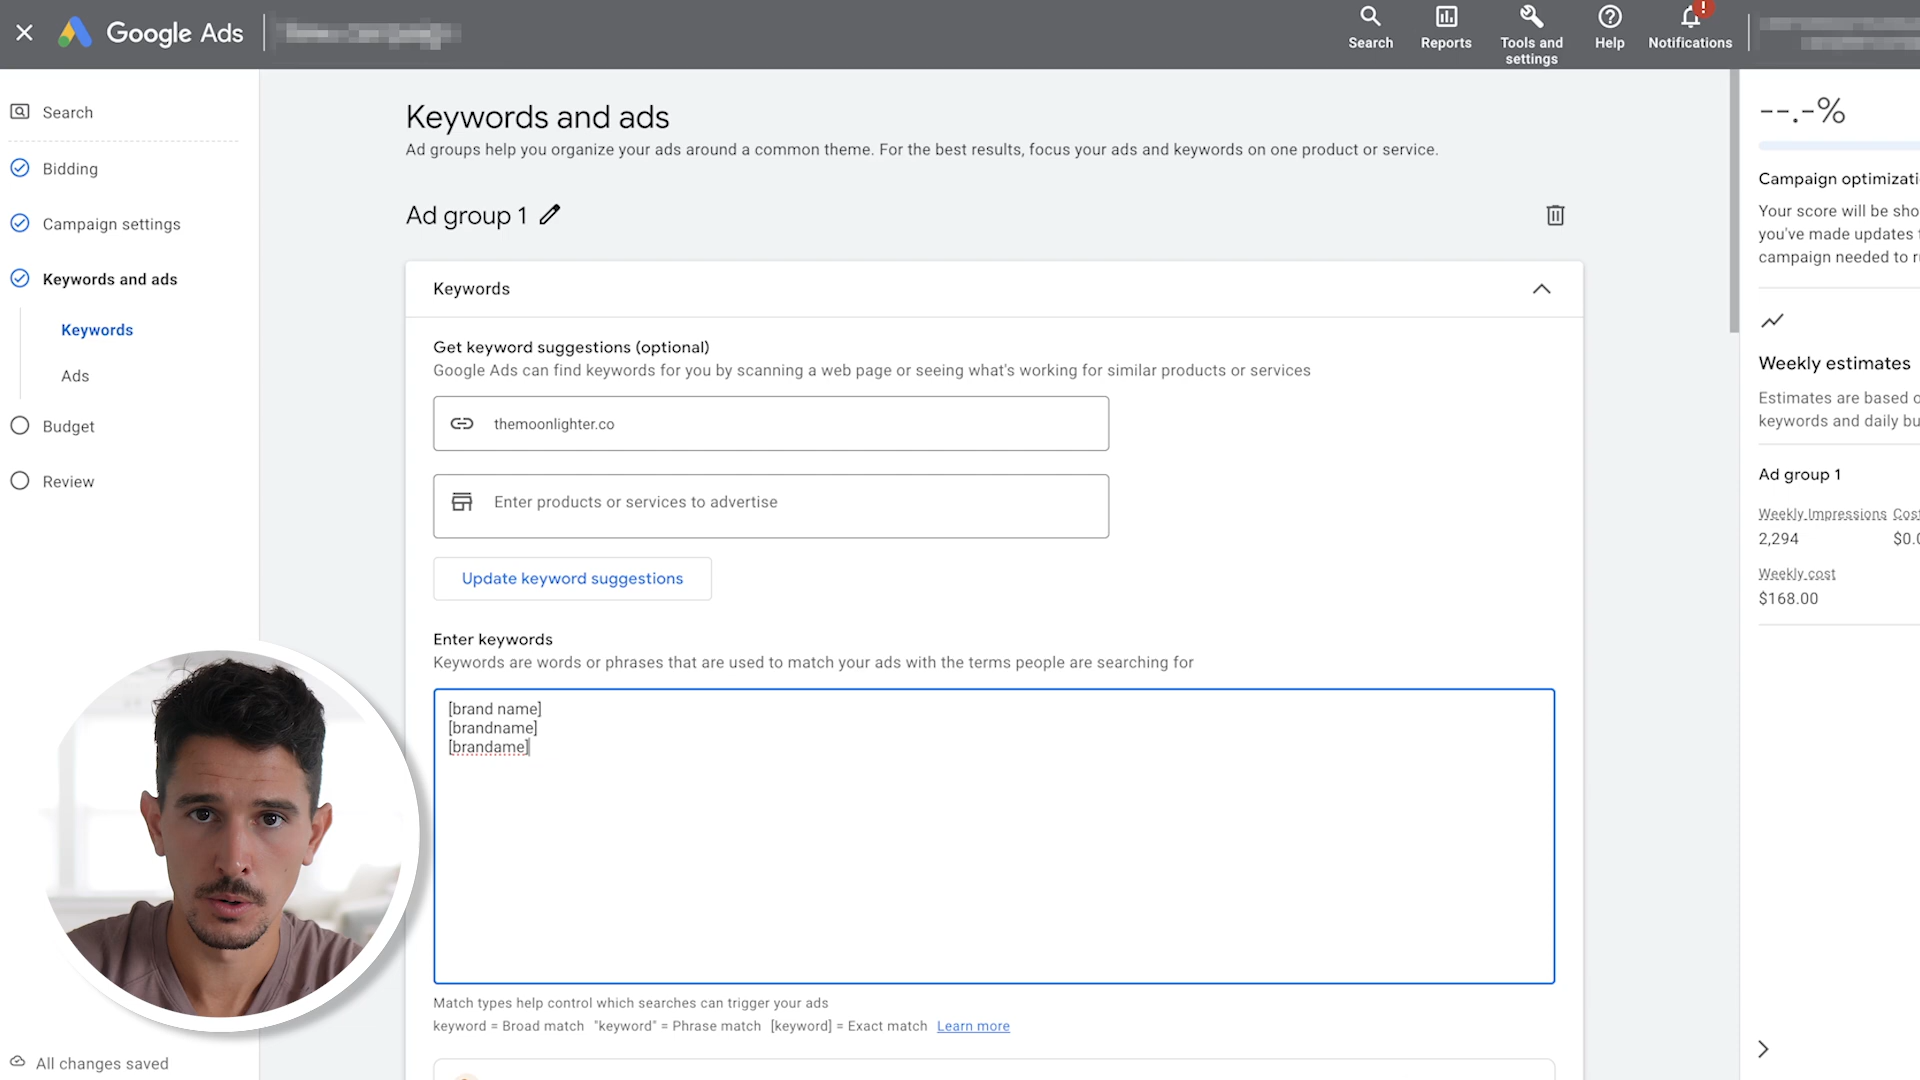 Google Ads
Search
Reports
Tools and
settings
Help
!
Notifications
Search
Bidding
Campaign settings
Keywords and ads
Keywords
Ads
Budget
Review
All changes saved
Keywords and ads
Ad groups help you organize your ads around a common theme. For the best results, focus your ads and keywords on one product or service.
Ad group 1
Keywords
Get keyword suggestions (optional)
Google Ads can find keywords for you by scanning a web page or seeing what's working for similar products or services
themoonlighter.co
Enter products or services to advertise
Update keyword suggestions
Enter keywords
Keywords are words or phrases that are used to match your ads with the terms people are searching for
[brand name]
[brandname]
[brandame]
Match types help control which searches can trigger your ads
keyword = Broad match "keyword" = Phrase match [keyword] = Exact match Learn more
--.-%
Campaign optimizati
Your score will be sho
you've made updates
campaign needed to r
Weekly estimates
Estimates are based o
keywords and daily bu
Ad group 1
Weekly Impressions Cost
2,294 $0.0
Weekly cost
$168.00